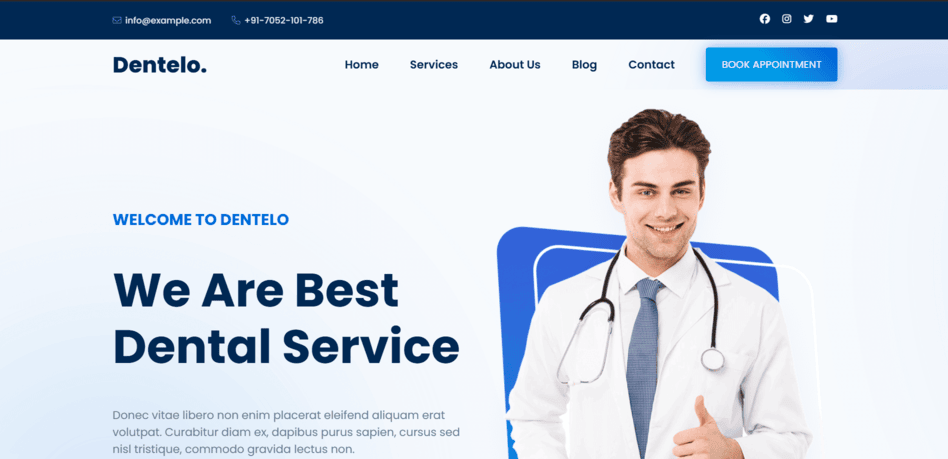 info@example.com +91-7052-101-786
Dentelo. Home Services About Us Blog Contact BOOK APPOINTMENT
WELCOME TO DENTELO
We Are Best
Dental Service
Donec vitae libero non enim placerat eleifend aliquam erat
volutpat. Curabitur diam ex, dapibus purus sapien, cursus sed
nisl tristique, commodo gravida lectus non.